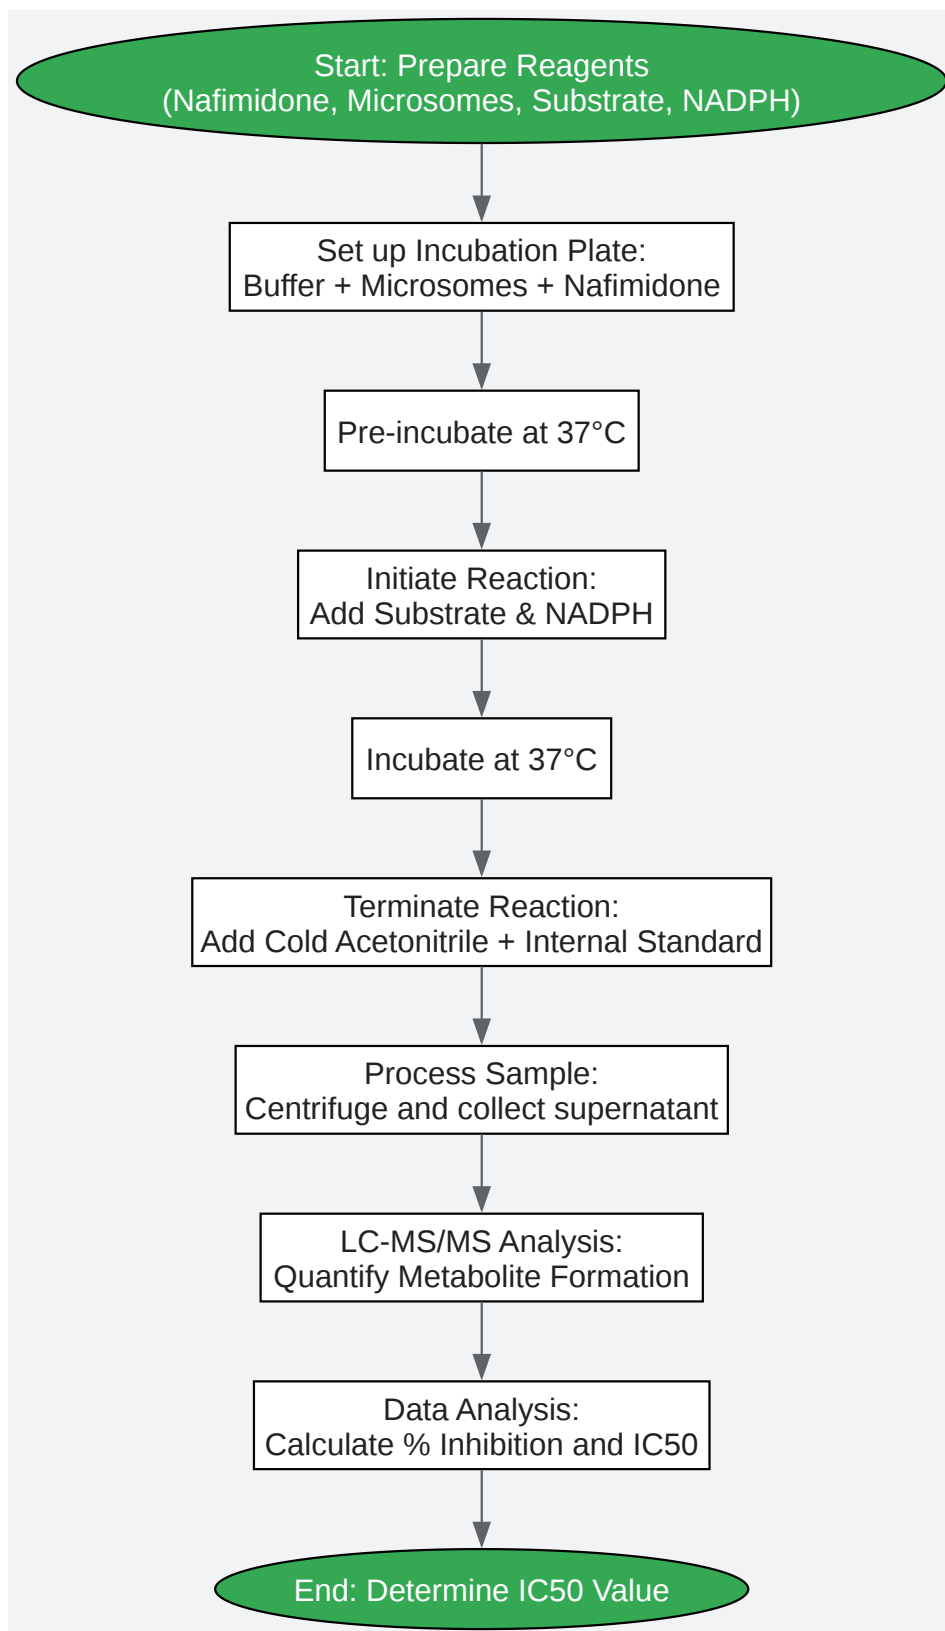 Start: Prepare Reagents
(Nafimidone, Microsomes, Substrate, NADPH)
Set up Incubation Plate:
Buffer + Microsomes + Nafimidone
Pre-incubate at 37°C
Initiate Reaction:
Add Substrate & NADPH
Incubate at 37°C
Terminate Reaction:
Add Cold Acetonitrile + Internal Standard
Process Sample:
Centrifuge and collect supernatant
LC-MS/MS Analysis:
Quantify Metabolite Formation
Data Analysis:
Calculate % Inhibition and IC50
End: Determine IC50 Value